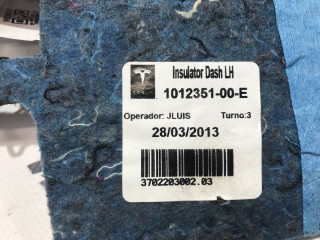 Insulator Dash LH
1012351-00-E
Operador: JLUIS Turno:3
28/03/2013
3702203002.03